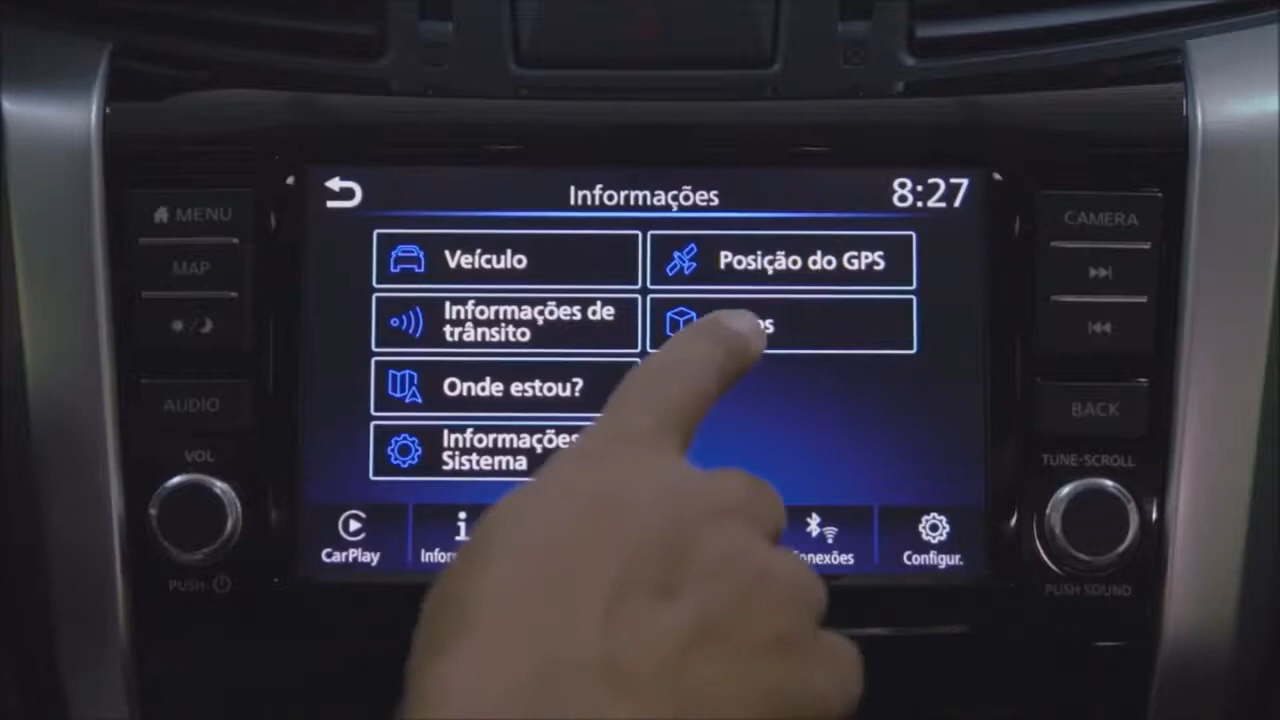 Informações
8:27
MENU
CAMERA
MAP
Veículo
Posição do GPS
Informações de
trânsito
Onde estou?
Informações
Sistema
AUDIO
BACK
VOL
TUNE·SCROLL
CarPlay
Configur.
PUSH
PUSH SOUND